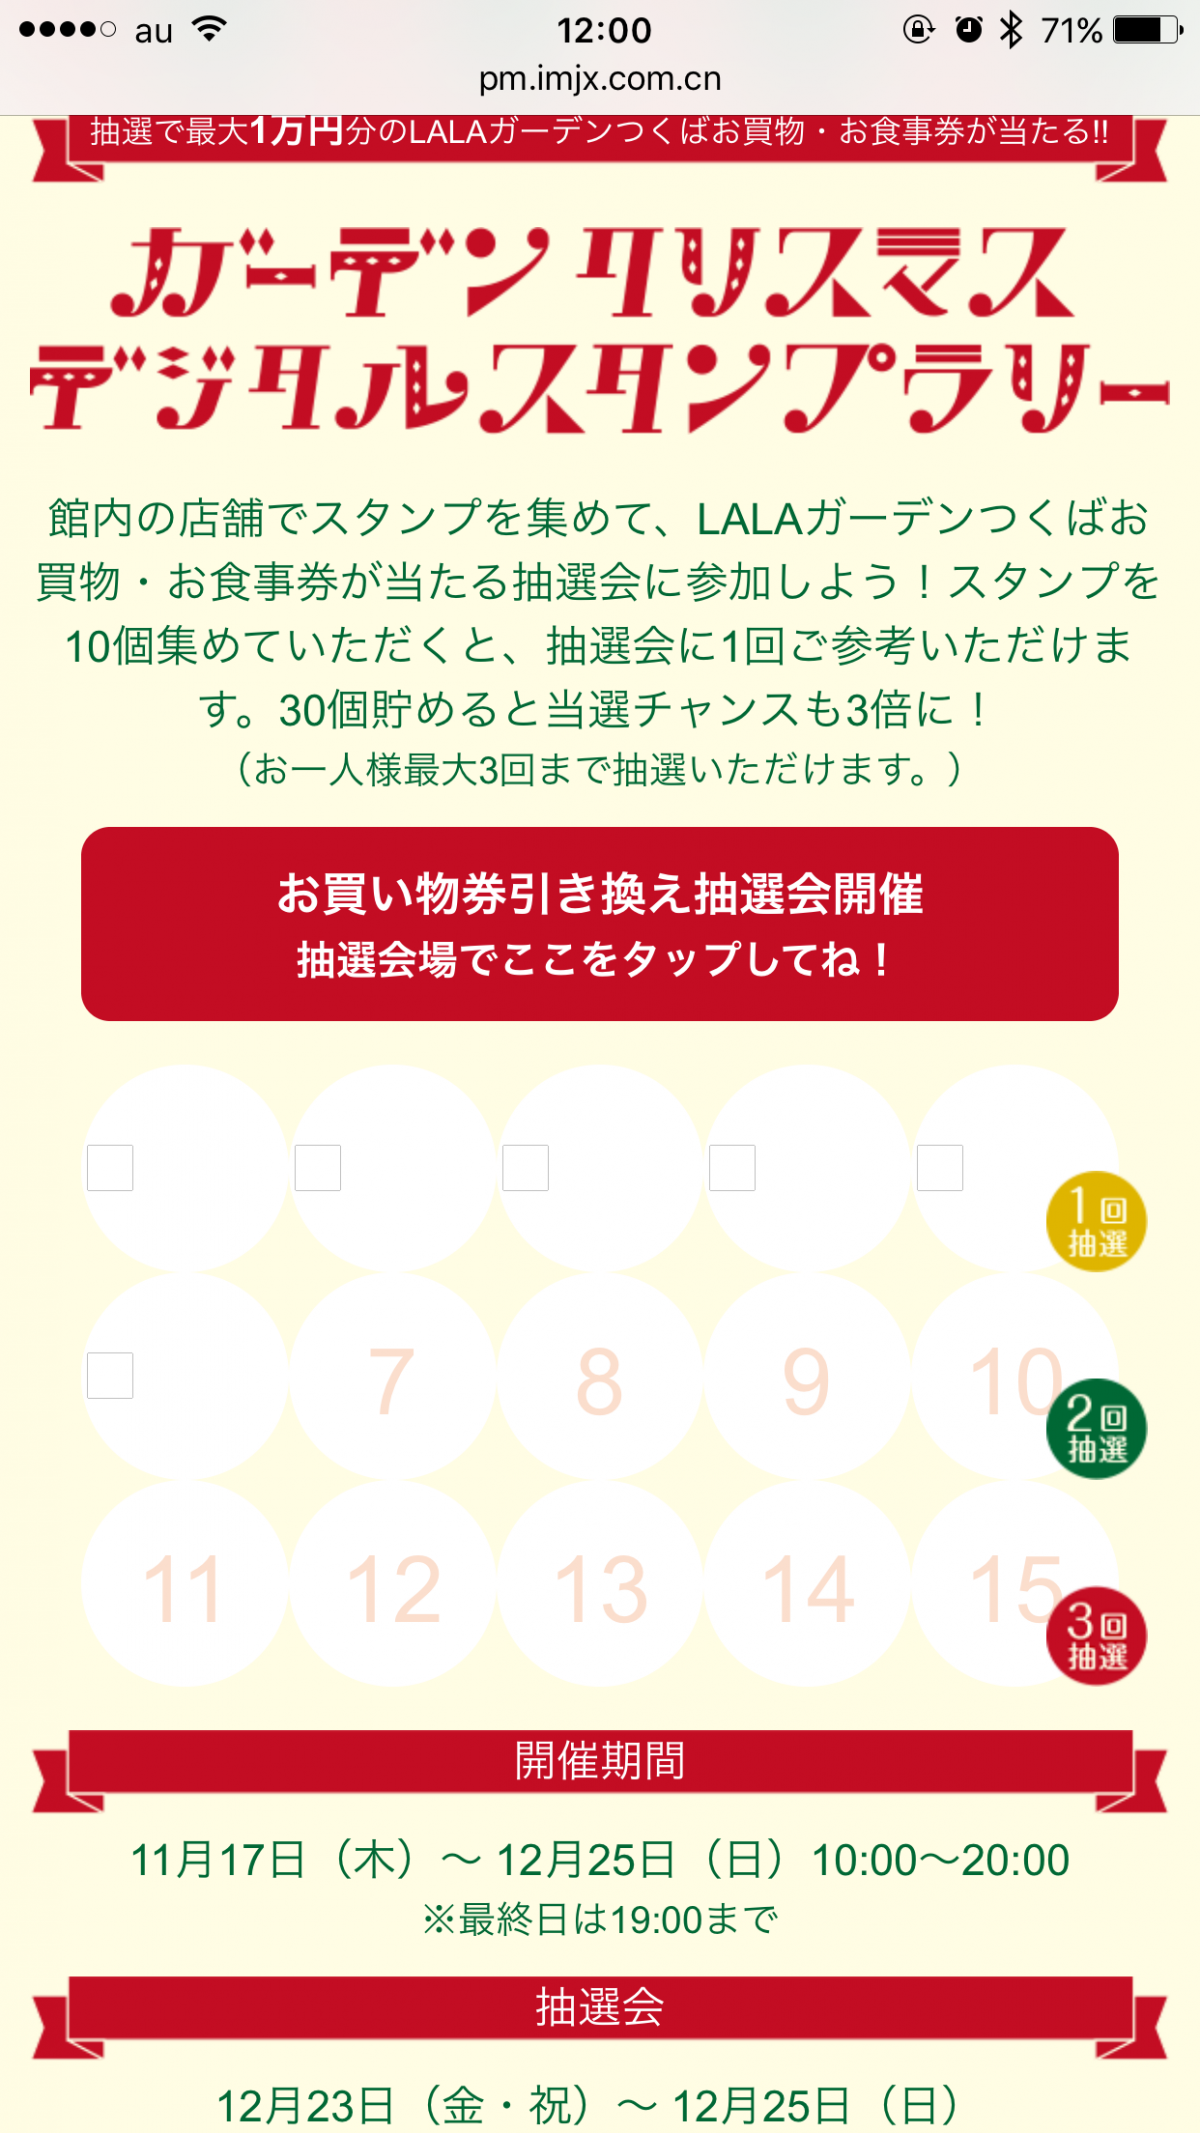 au
12:00
71%
pm.imjx.com.cn
抽選で最大1万円分のLALAガーデンつくばお買物・お食事券が当たる!!
ガーデンクリスマス
デジタルスタンプラリー
館内の店舗でスタンプを集めて、LALAガーデンつくばお
買物・お食事券が当たる抽選会に参加しよう！スタンプを
10個集めていただくと、抽選会に1回ご参考いただけま
す。30個貯めると当選チャンスも3倍に！
（お一人様最大3回まで抽選いただけます。）
お買い物券引き換え抽選会開催
抽選会場でここをタップしてね！
1回
抽選
7 8 9 10
2回
抽選
11 12 13 14 15
3回
抽選
開催期間
11月17日（木）〜 12月25日（日）10:00〜20:00
※最終日は19:00まで
抽選会
12月23日（金・祝）〜 12月25日（日）